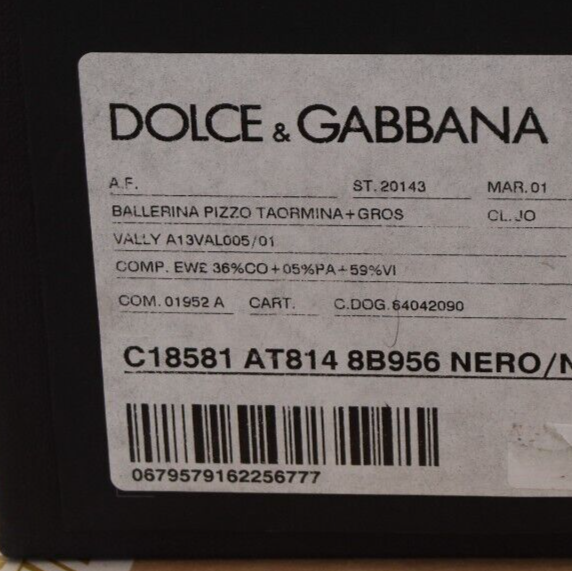 DOLCE & GABBANA
A.F. ST. 20143 MAR. 01
BALLERINA PIZZO TAORMINA+GROS CL. JO
VALLY A13VAL005/01
COMP. EWE 36%CO+05%PA+59%VI
COM. 01952 A CART. C.DOG. 64042090
C18581 AT814 8B956 NERO/N
0679579162256777